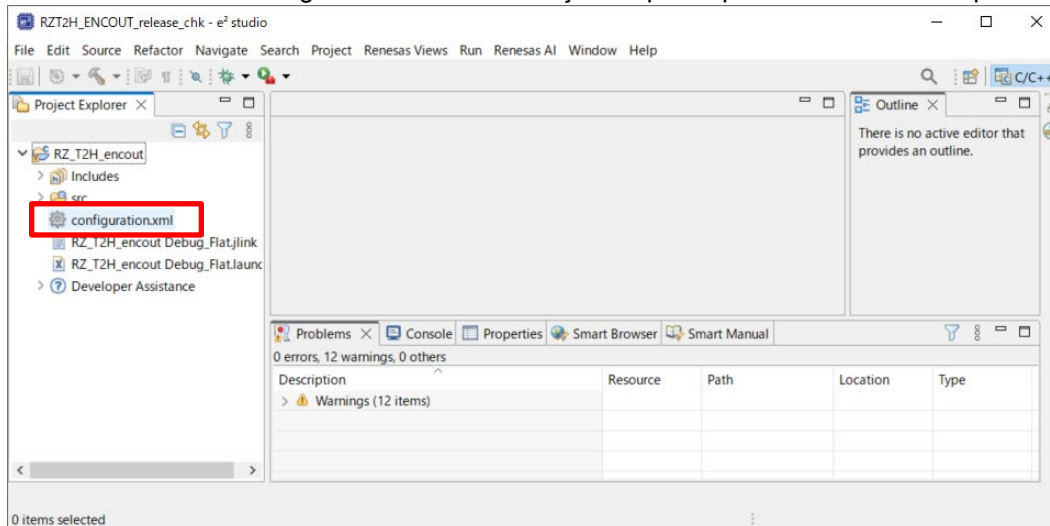 RZT2H_ENCOUT_release_chk - e² studio
File Edit Source Refactor Navigate Search Project Renesas Views Run Renesas AI Window Help
C/C++
Project Explorer
Outline
There is no active editor that
provides an outline.
RZ_T2H_encout
Includes
src
configuration.xml
RZ_T2H_encout Debug_Flat.jlink
RZ_T2H_encout Debug_Flat.launc
Developer Assistance
Problems Console Properties Smart Browser Smart Manual
0 errors, 12 warnings, 0 others
Description Resource Path Location Type
Warnings (12 items)
0 items selected